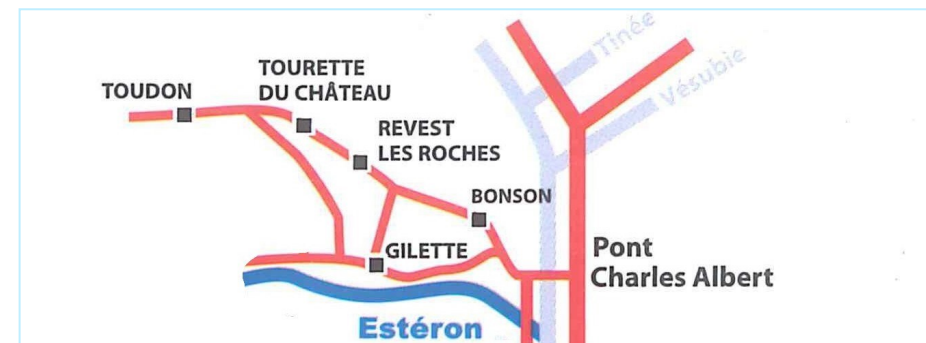 Tinée
Vésubie
TOUDON
TOURETTE
DU CHÂTEAU
REVEST
LES ROCHES
BONSON
GILETTE
Pont
Charles Albert
Estéron